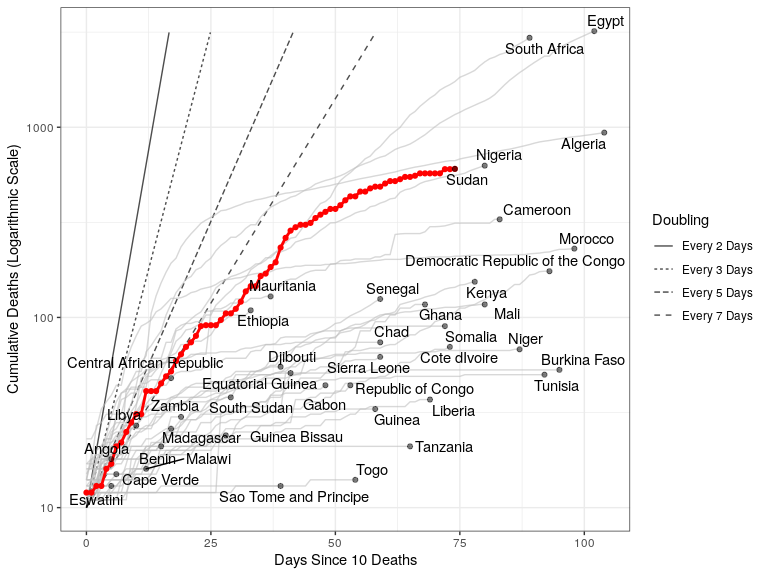 Egypt
South Africa
1000
Algeria
Nigeria
Sudan
Cameroon
Morocco
Democratic Republic of the Congo
Mauritania
Senegal
Kenya
100
Ethiopia
Ghana
Mali
Chad
Somalia
Niger
Central African Republic
Djibouti
Cote dIvoire
Burkina Faso
Sierra Leone
Equatorial Guinea
Republic of Congo
Tunisia
Libya
Zambia
South Sudan
Gabon
Liberia
Guinea
Madagascar
Guinea Bissau
Angola
Tanzania
Benin
Malawi
Togo
Cape Verde
Eswatini
Sao Tome and Principe
10
0
25
50
75
100
Days Since 10 Deaths
Cumulative Deaths (Logarithmic Scale)
Doubling
Every 2 Days
Every 3 Days
Every 5 Days
Every 7 Days